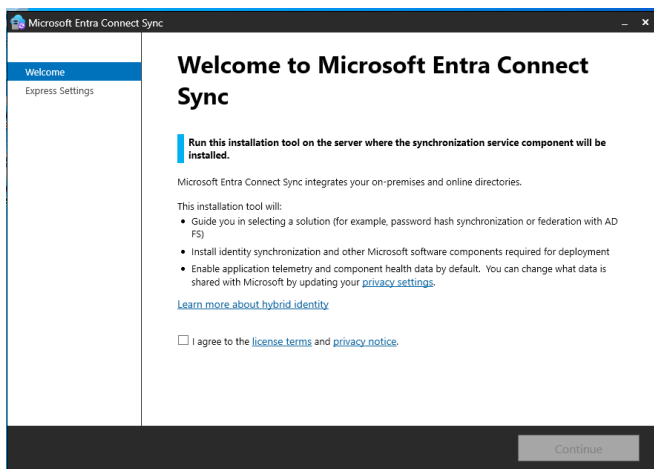 Microsoft Entra Connect Sync
Welcome
Express Settings
Welcome to Microsoft Entra Connect
Sync
Run this installation tool on the server where the synchronization service component will be
installed.
Microsoft Entra Connect Sync integrates your on-premises and online directories.
This installation tool will:
• Guide you in selecting a solution (for example, password hash synchronization or federation with AD
FS)
• Install identity synchronization and other Microsoft software components required for deployment
• Enable application telemetry and component health data by default. You can change what data is
shared with Microsoft by updating your privacy settings.
Learn more about hybrid identity
I agree to the license terms and privacy notice.
Continue